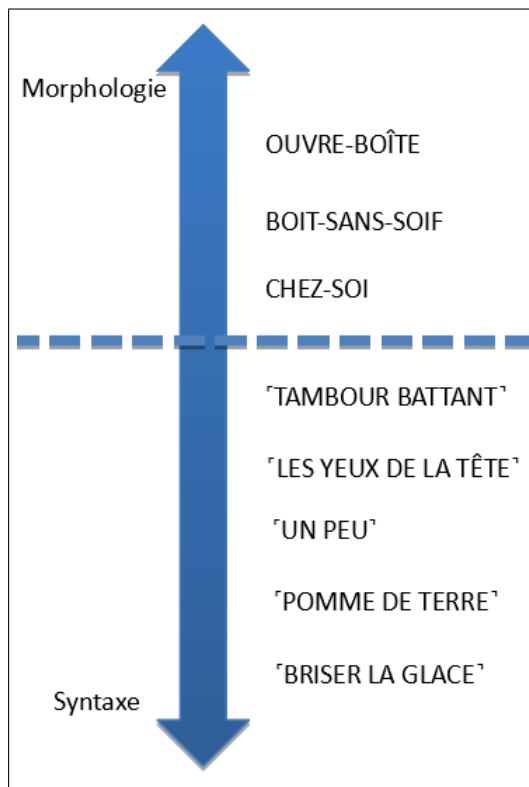 Morphologie
OUVRE-BOÎTE
BOIT-SANS-SOIF
CHEZ-SOI
⌜TAMBOUR BATTANT⌝
⌜LES YEUX DE LA TÊTE⌝
⌜UN PEU⌝
⌜POMME DE TERRE⌝
⌜BRISER LA GLACE⌝
Syntaxe